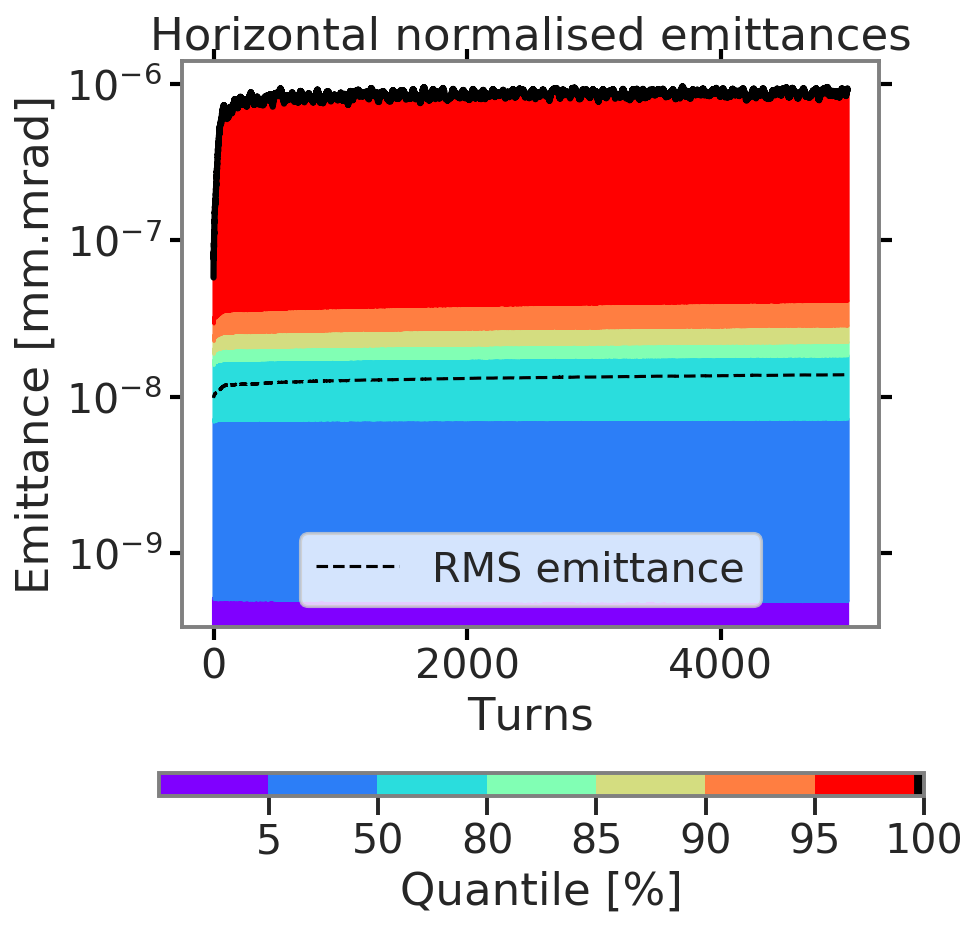 Horizontal normalised emittances
10⁻⁶
10⁻⁷
10⁻⁸
10⁻⁹
Emittance [mm.mrad]
RMS emittance
0 2000 4000
Turns
5 50 80 85 90 95 100
Quantile [%]